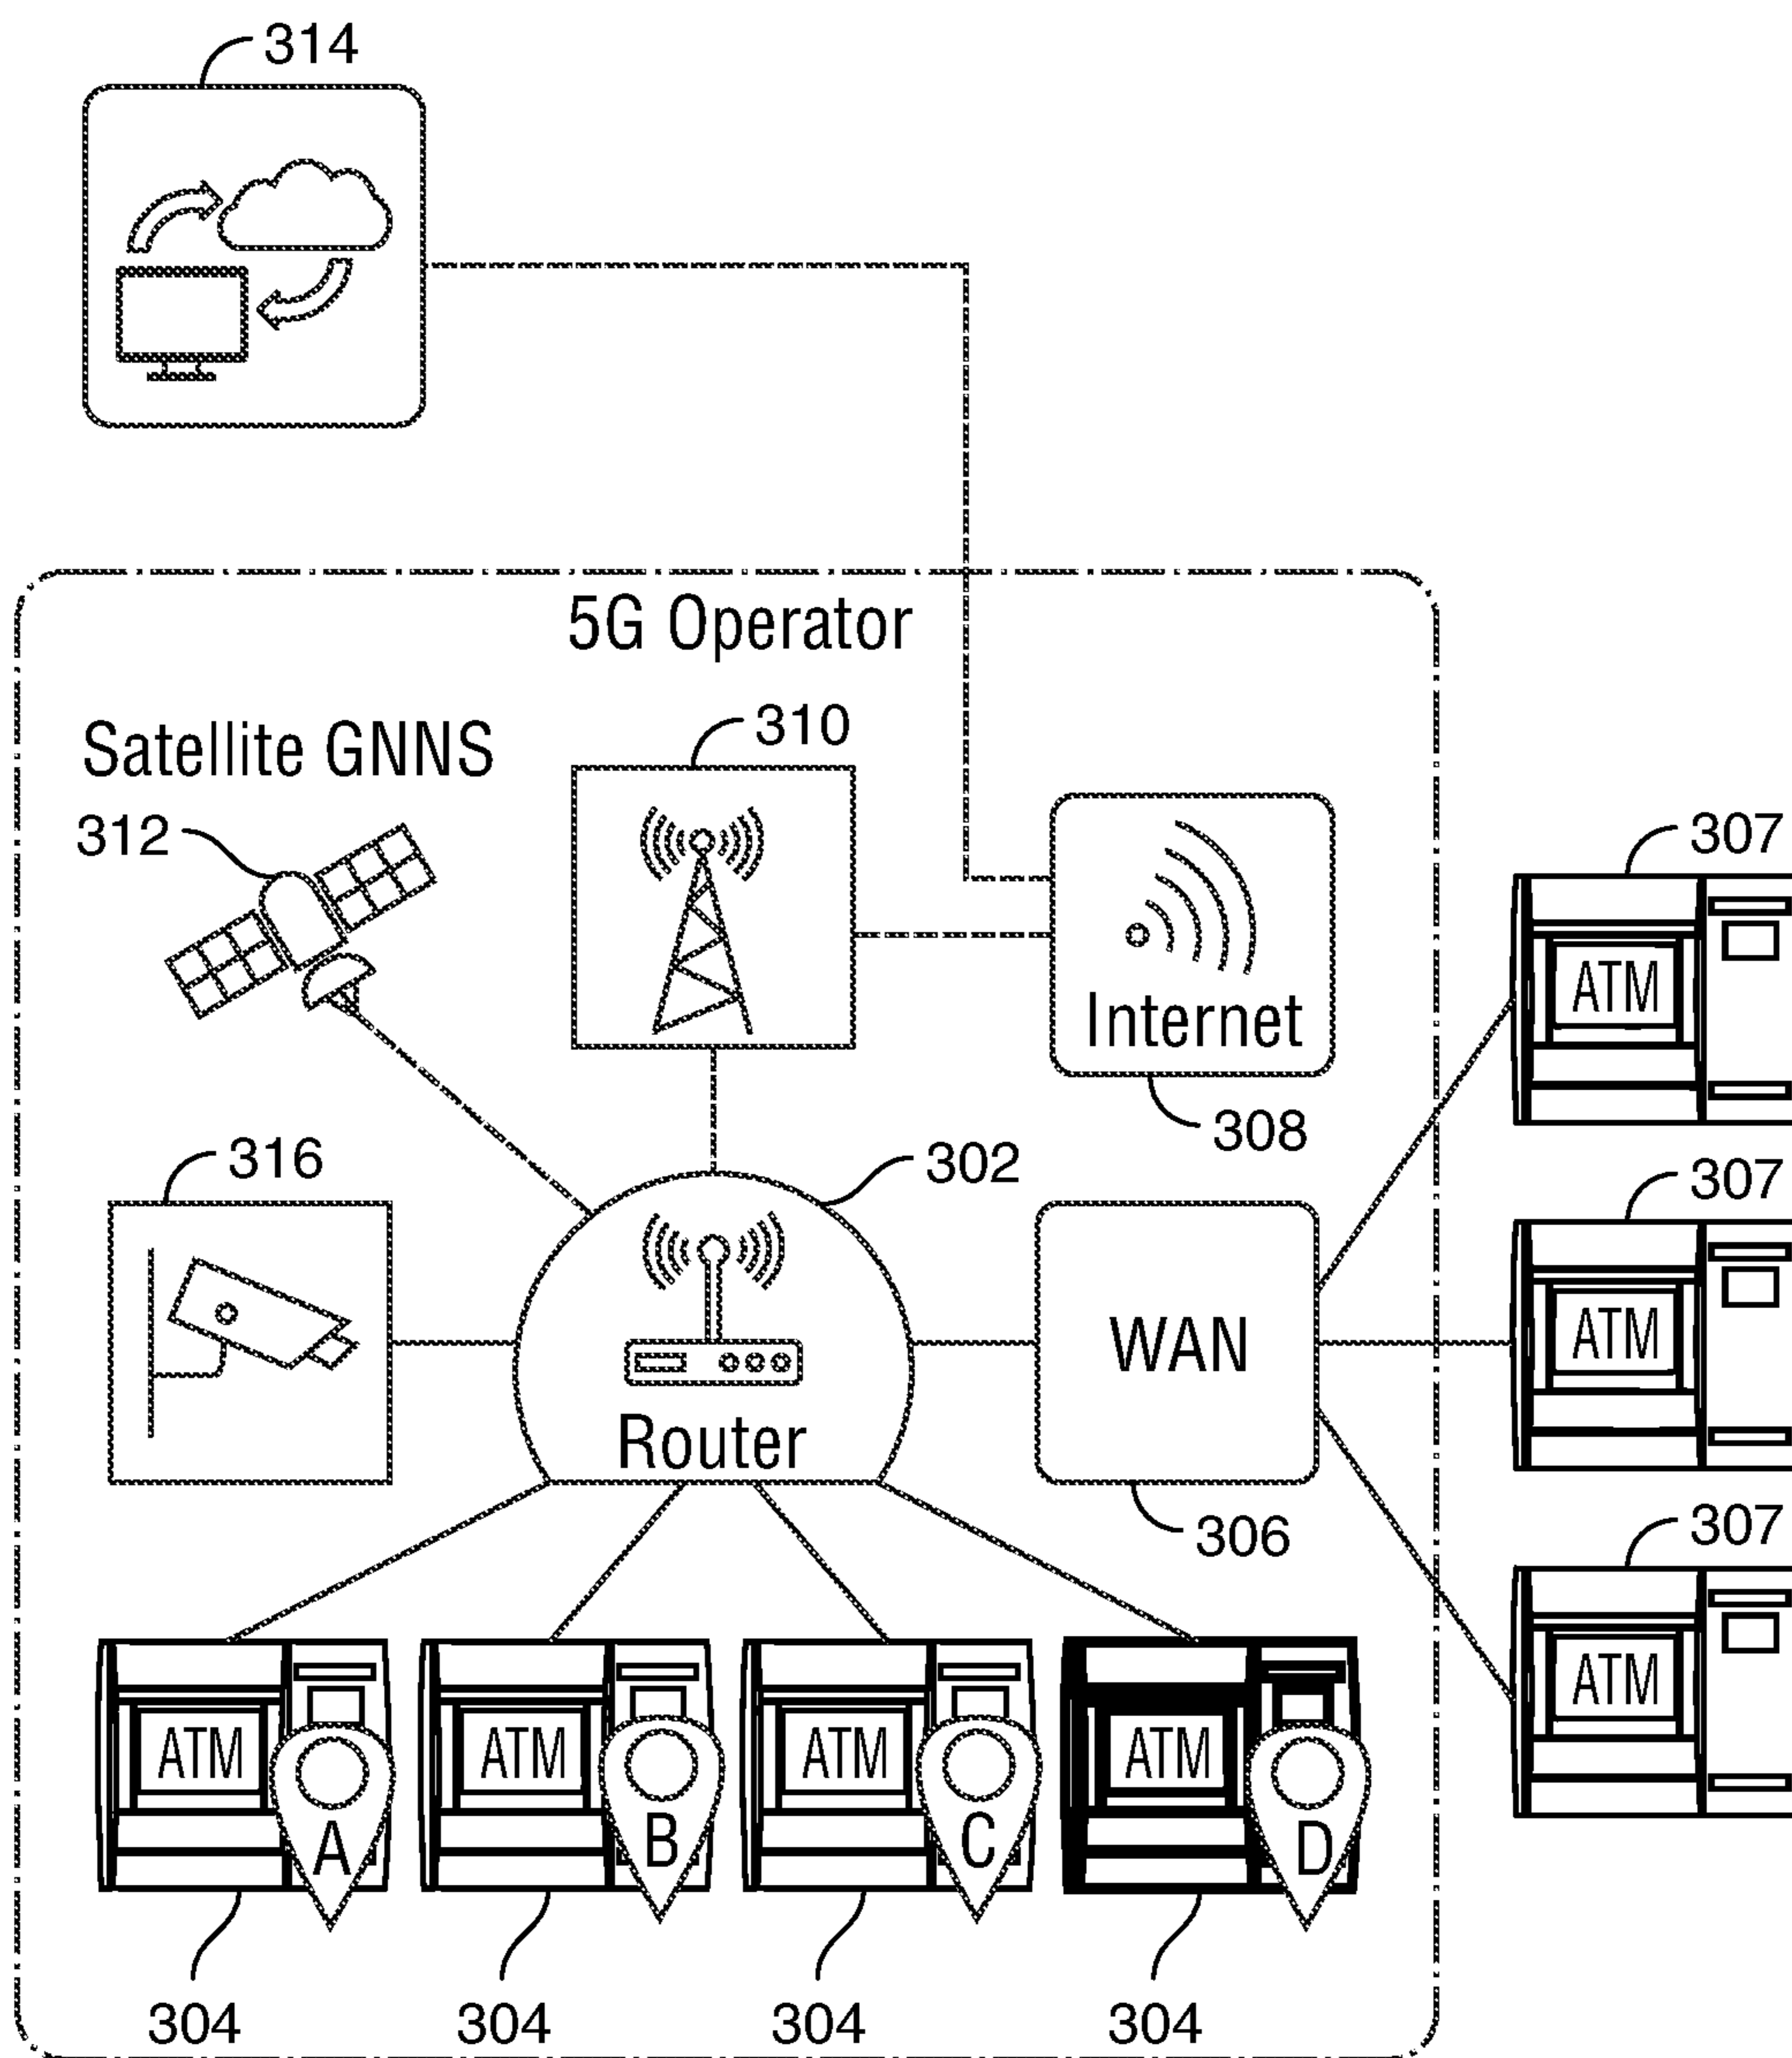 314
5G Operator
Satellite GNNS
310
312
Internet
308
307
ATM
316
302
Router
WAN
306
307
ATM
307
ATM
ATM
A
ATM
B
ATM
C
ATM
D
304
304
304
304